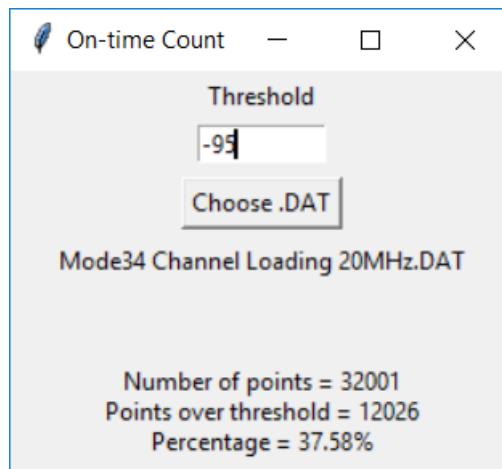 On-time Count
Threshold
-95
Choose .DAT
Mode34 Channel Loading 20MHz.DAT
Number of points = 32001
Points over threshold = 12026
Percentage = 37.58%